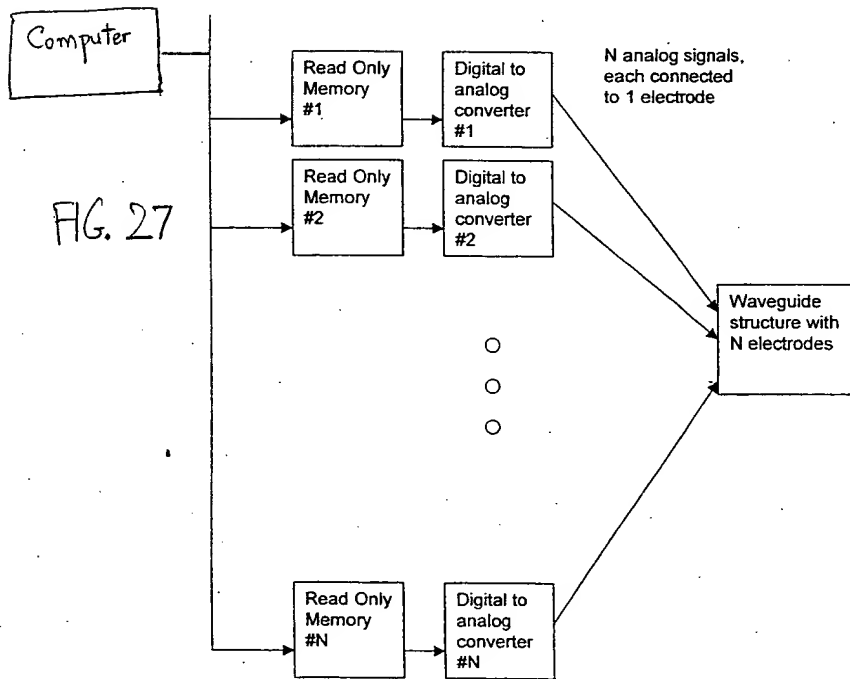 Computer
Read Only
Memory
#1
Digital to
analog
converter
#1
N analog signals,
each connected
to 1 electrode
Read Only
Memory
#2
Digital to
analog
converter
#2
FIG. 27
Waveguide
structure with
N electrodes
Read Only
Memory
#N
Digital to
analog
converter
#N